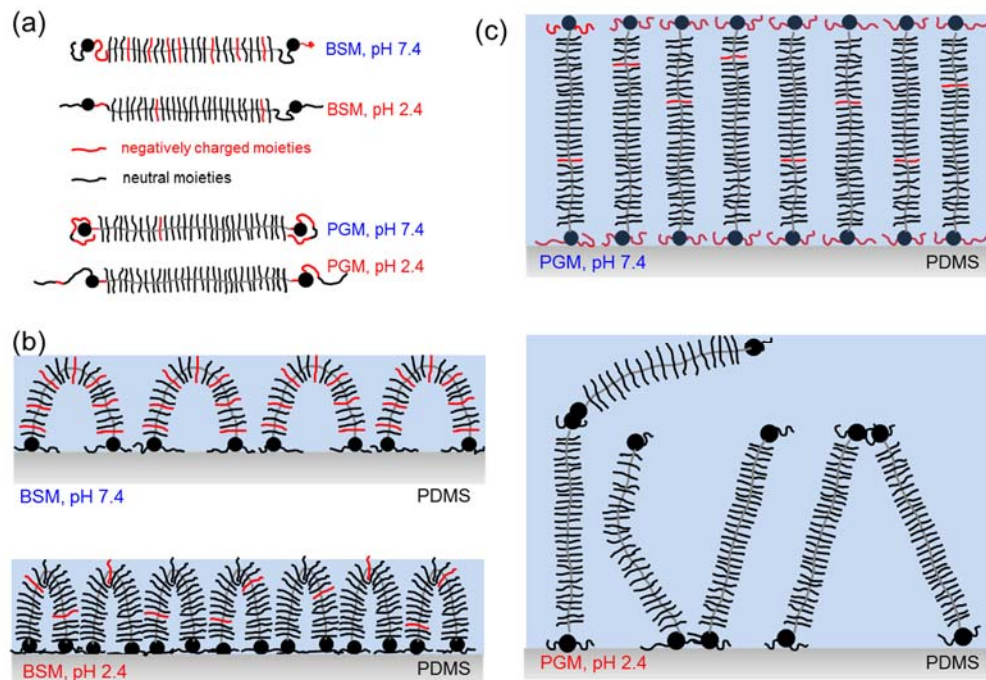 (a)
BSM, pH 7.4
BSM, pH 2.4
negatively charged moieties
neutral moieties
PGM, pH 7.4
PGM, pH 2.4
(b)
BSM, pH 7.4 PDMS
BSM, pH 2.4 PDMS
(c)
PGM, pH 7.4 PDMS
PGM, pH 2.4 PDMS